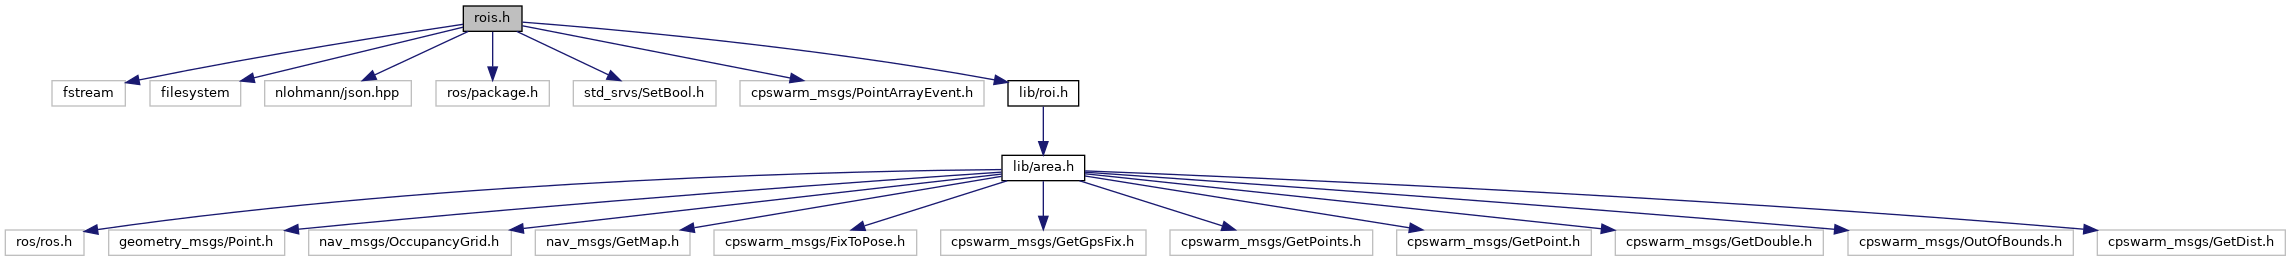 rois.h
fstream
filesystem
nlohmann/json.hpp
ros/package.h
std_srvs/SetBool.h
cpswarm_msgs/PointArrayEvent.h
lib/roi.h
lib/area.h
ros/ros.h
geometry_msgs/Point.h
nav_msgs/OccupancyGrid.h
nav_msgs/GetMap.h
cpswarm_msgs/FixToPose.h
cpswarm_msgs/GetGpsFix.h
cpswarm_msgs/GetPoints.h
cpswarm_msgs/GetPoint.h
cpswarm_msgs/GetDouble.h
cpswarm_msgs/OutOfBounds.h
cpswarm_msgs/GetDist.h